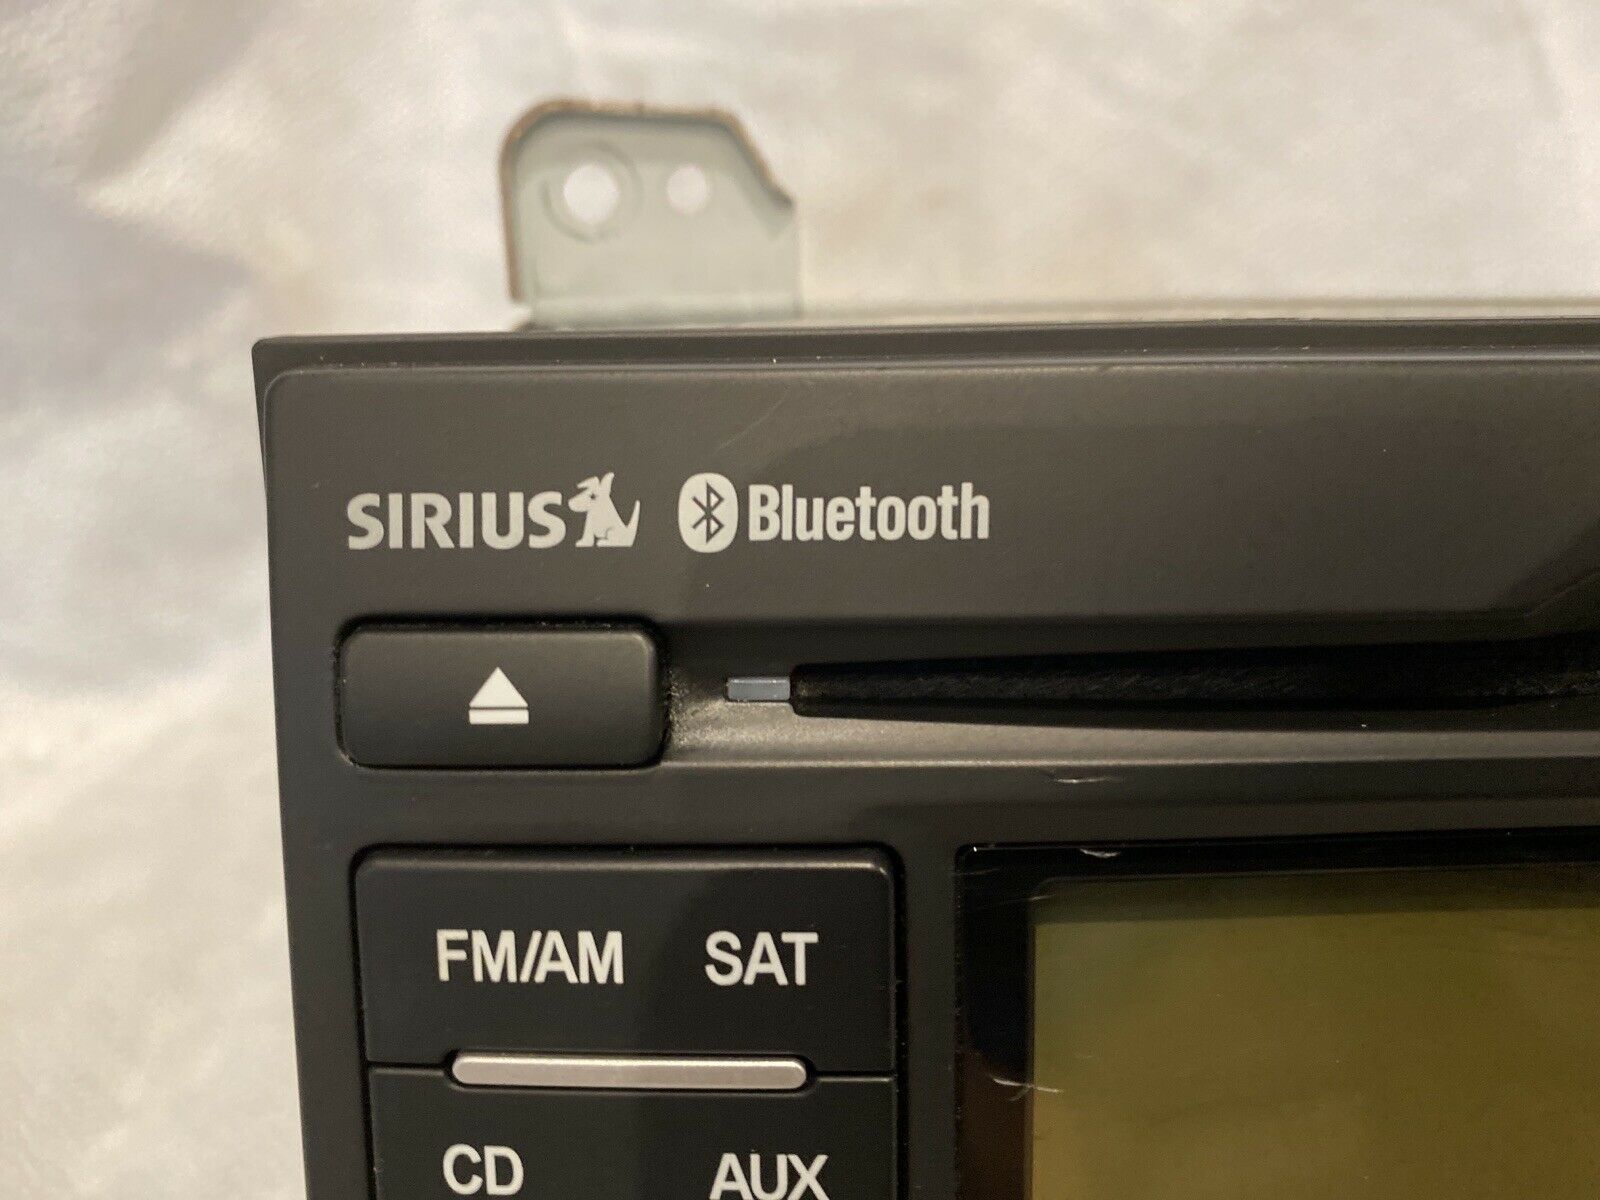 SIRIUS Bluetooth
FM/AM SAT
CD AUX